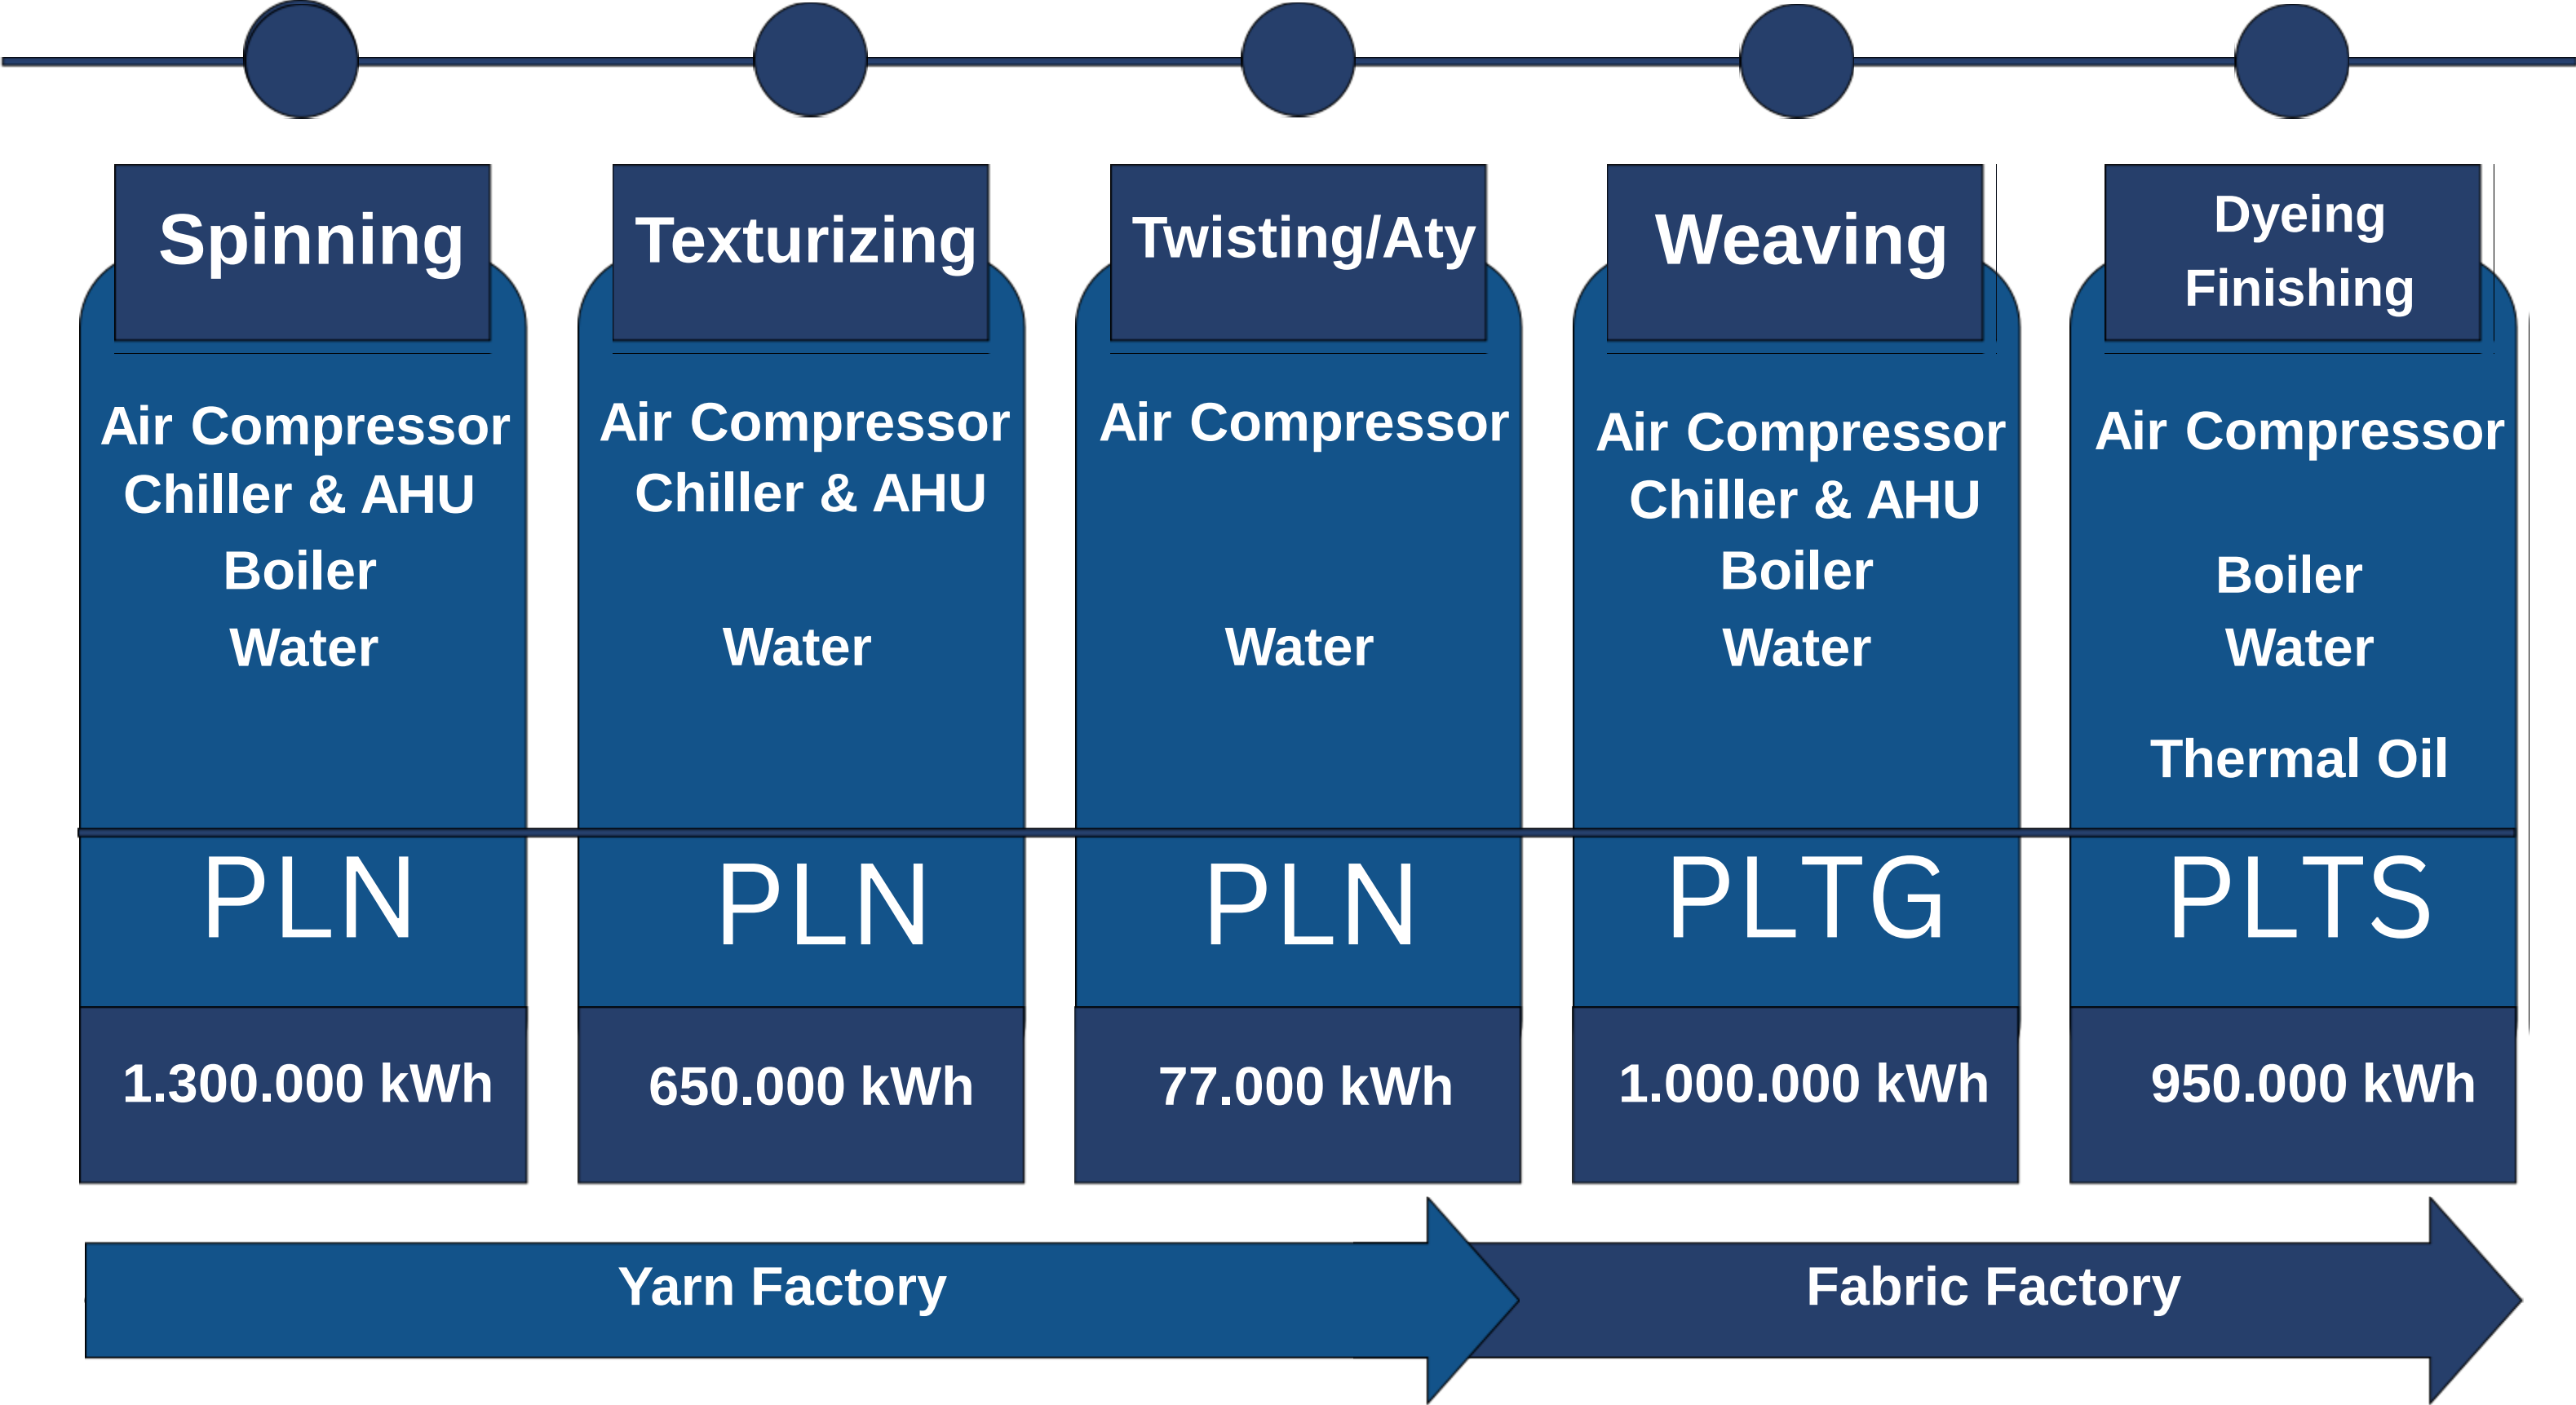 Spinning
Air Compressor
Chiller & AHU
Boiler
Water
PLN
1.300.000 kWh
Texturizing
Air Compressor
Chiller & AHU
Water
PLN
650.000 kWh
Twisting/Aty
Air Compressor
Water
PLN
77.000 kWh
Weaving
Air Compressor
Chiller & AHU
Boiler
Water
PLTG
1.000.000 kWh
Dyeing
Finishing
Air Compressor
Boiler
Water
Thermal Oil
PLTS
950.000 kWh
Yarn Factory
Fabric Factory